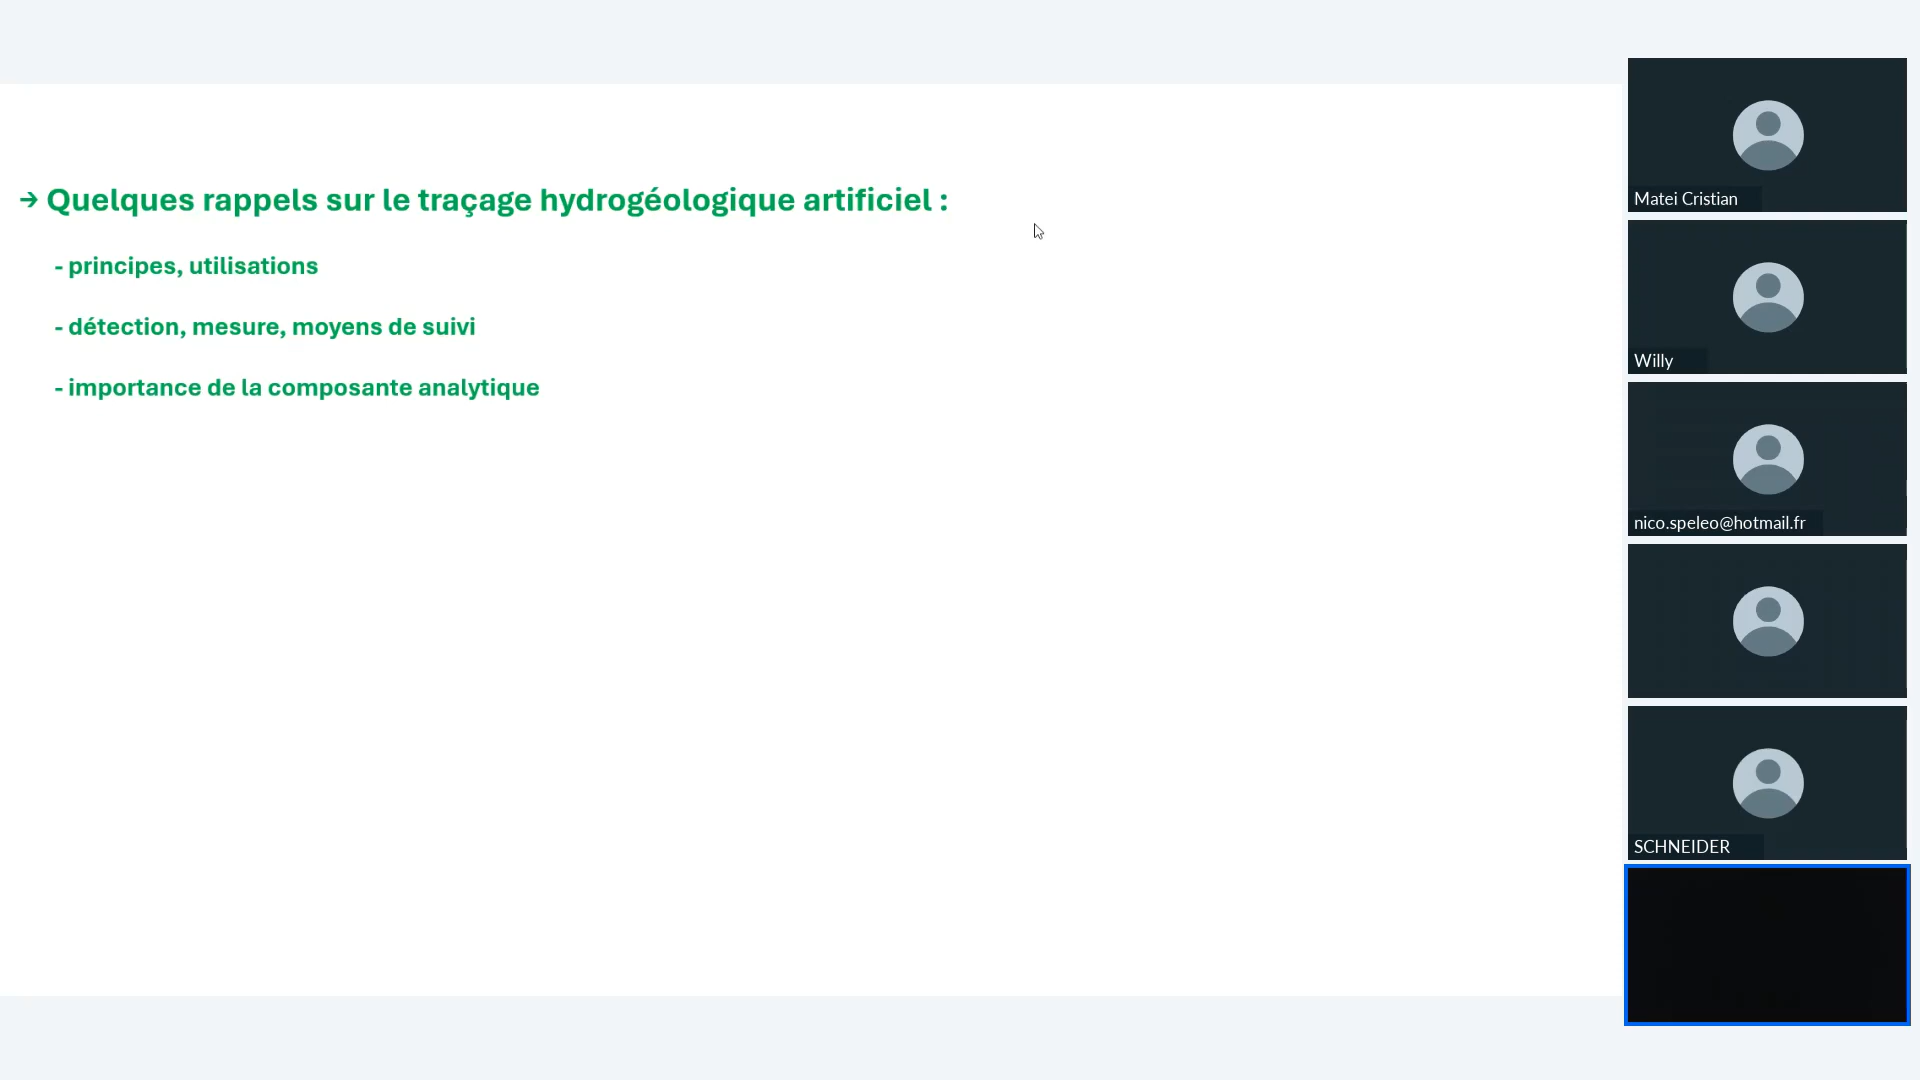 → Quelques rappels sur le traçage hydrogéologique artificiel :
- principes, utilisations
- détection, mesure, moyens de suivi
- importance de la composante analytique
Matei Cristian
Willy
nico.speleo@hotmail.fr
SCHNEIDER